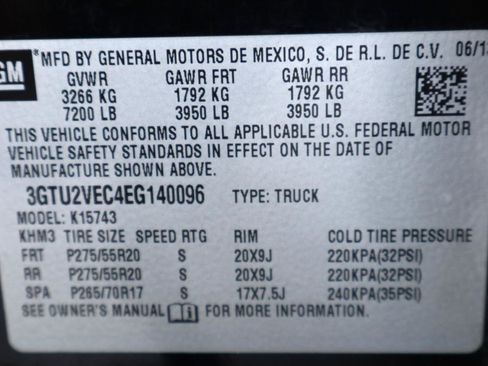 GM
*MFD BY GENERAL MOTORS DE MEXICO, S. DE R.L. DE C.V. 06/13
GVWR GAWR FRT GAWR RR
3266 KG 1792 KG 1792 KG
7200 LB 3950 LB 3950 LB
THIS VEHICLE CONFORMS TO ALL APPLICABLE U.S. FEDERAL MOTOR
VEHICLE SAFETY STANDARDS IN EFFECT ON THE DATE OF
MANUFACTURE SHOWN ABOVE.
3GTU2VEC4EG140096 TYPE: TRUCK
MODEL: K15743
KHM3 TIRE SIZE SPEED RTG RIM COLD TIRE PRESSURE
FRT P275/55R20 S 20X9J 220KPA(32PSI)
RR P275/55R20 S 20X9J 220KPA(32PSI)
SPA P265/70R17 S 17X7.5J 240KPA(35PSI)
SEE OWNER'S MANUAL FOR MORE INFORMATION.